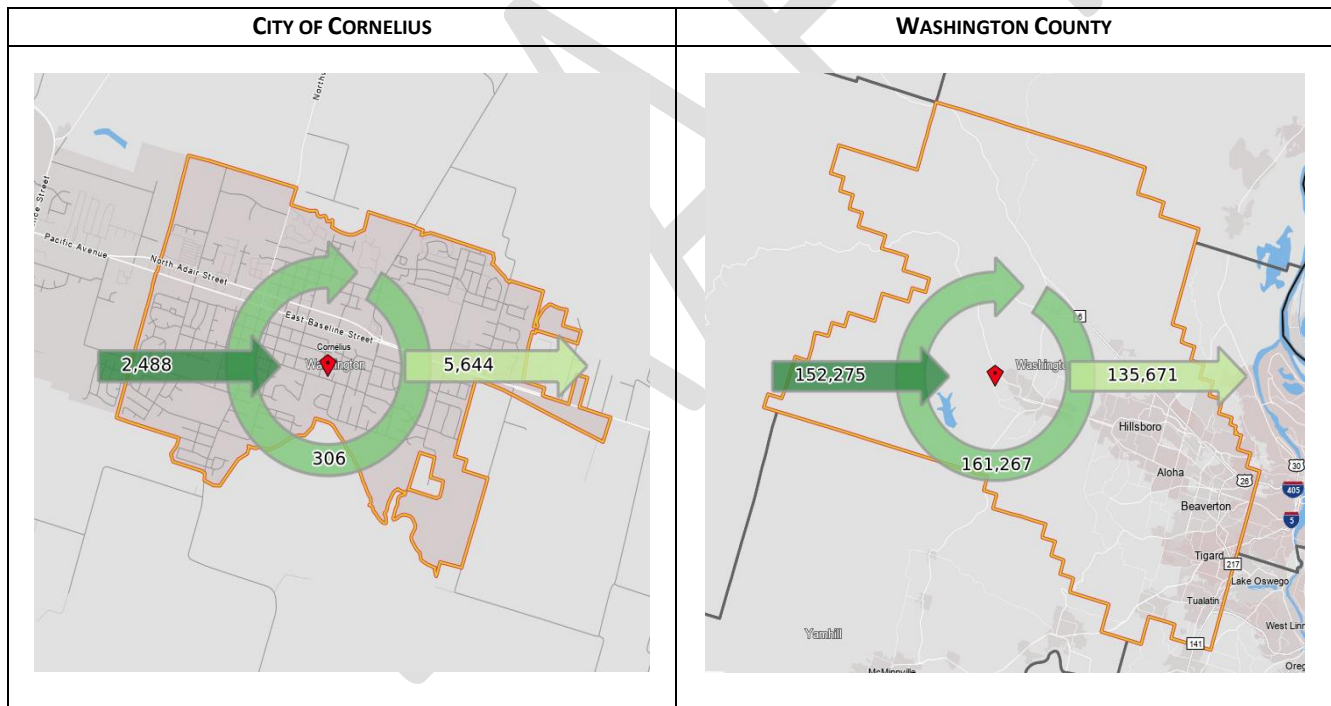 CITY OF CORNELIUS
WASHINGTON COUNTY
Pacific Avenue
North Adair Street
East Baseline Street
Cornelius
Washington
2,488
5,644
306
Washington
152,275
135,671
161,267
6
Hillsboro
Aloha
Beaverton
26
30
405
5
Tigard
217
Lake Oswego
Tualatin
West Linn
141
Yamhill
McMinnville